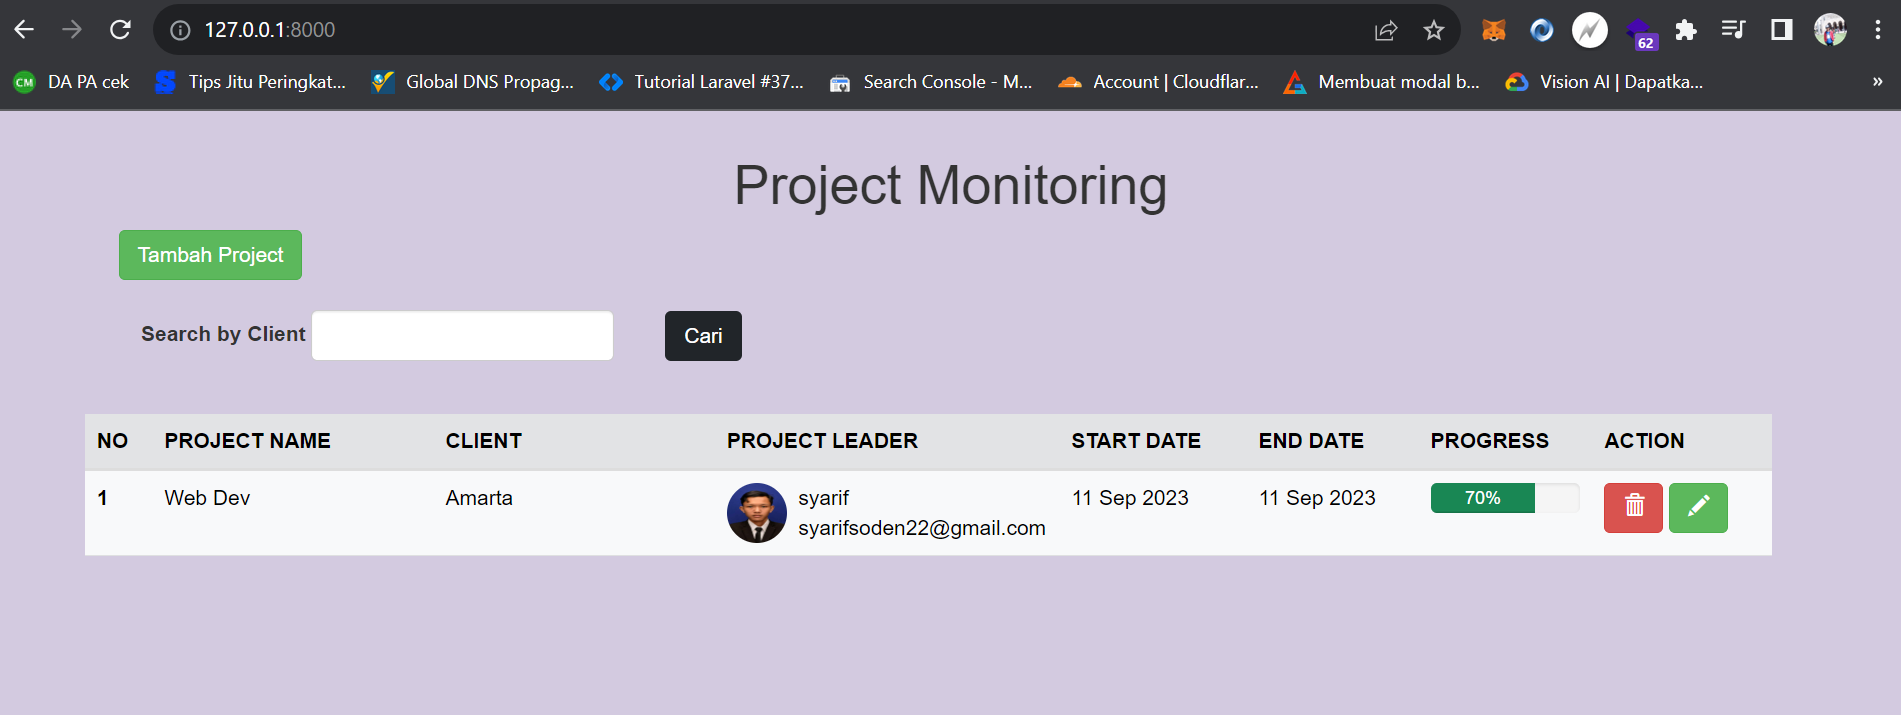 127.0.0.1:8000
62
CM DA PA cek Tips Jitu Peringkat... Global DNS Propag... Tutorial Laravel #37... Search Console - M... Account | Cloudflar... Membuat modal b... Vision AI | Dapatka... »
Project Monitoring
Tambah Project
Search by Client Cari
NO PROJECT NAME CLIENT PROJECT LEADER START DATE END DATE PROGRESS ACTION
1 Web Dev Amarta syarif 11 Sep 2023 11 Sep 2023 70%
syarifsoden22@gmail.com